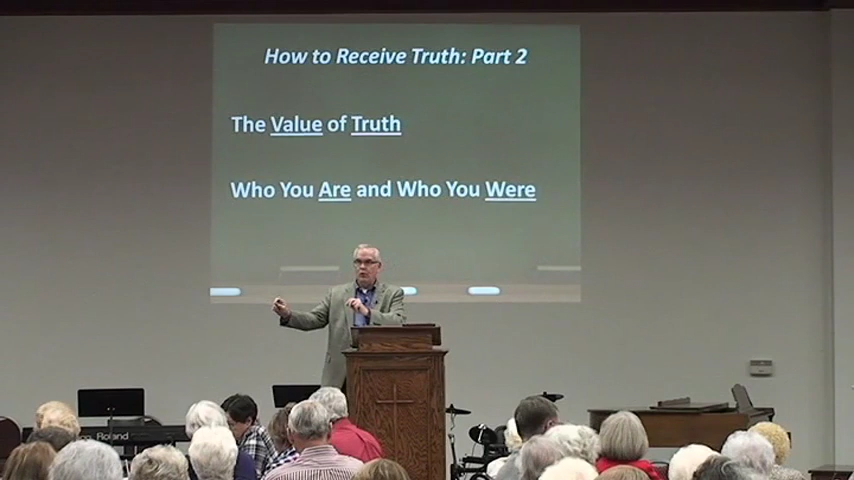 How to Receive Truth: Part 2
The Value of Truth
Who You Are and Who You Were
Roland